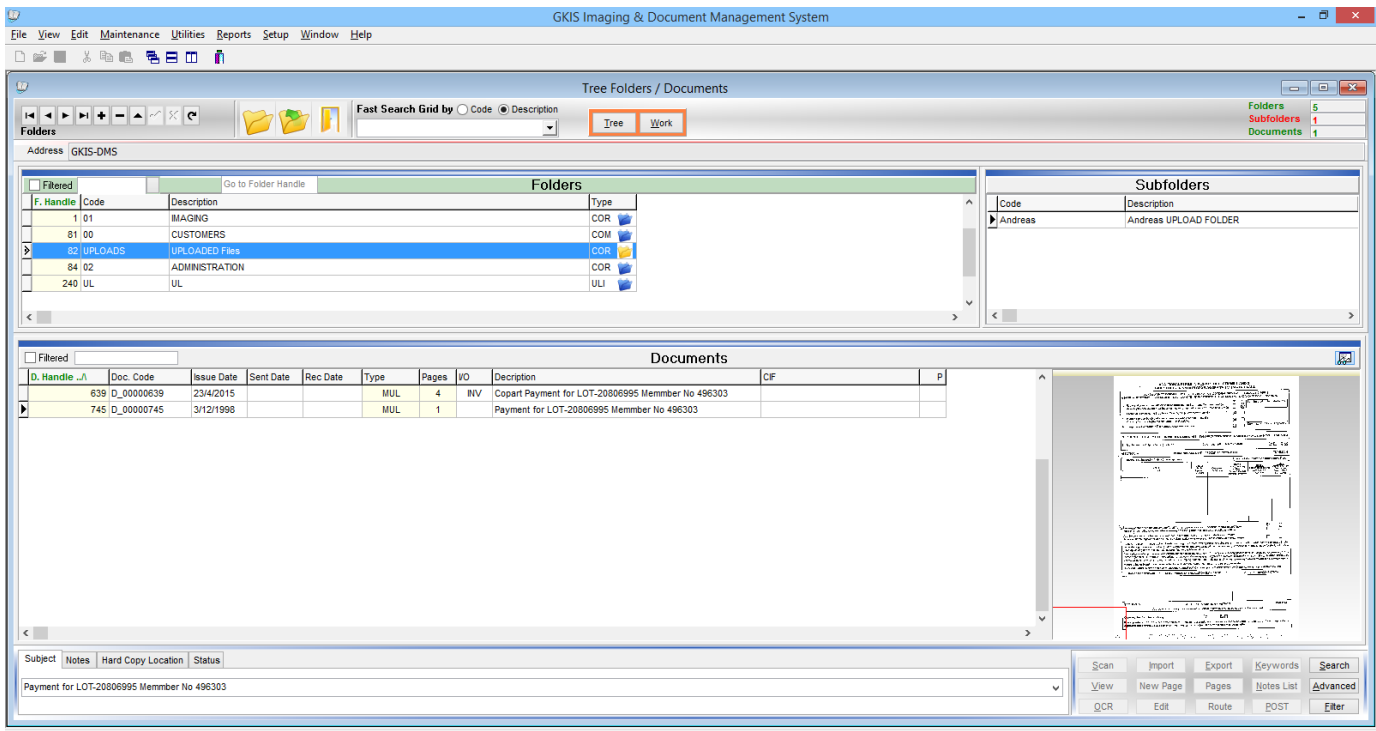 GKIS Imaging & Document Management System
File View Edit Maintenance Utilities Reports Setup Window Help
Tree Folders / Documents
Folders
Fast Search Grid by Code Description
Tree Work
Folders 5
Subfolders 1
Documents 1
Address GKIS-DMS
Filtered Go to Folder Handle Folders
F. Handle Code Description Type
1 01 IMAGING COR
81 00 CUSTOMERS COM
82 UPLOADS UPLOADED Files COR
84 02 ADMINISTRATION COR
240 UL UL ULI
Subfolders
Code Description
Andreas Andreas UPLOAD FOLDER
Filtered Documents
D. Handle ../\ Doc. Code Issue Date Sent Date Rec Date Type Pages I/O Decription CIF P
639 D_00000639 23/4/2015 MUL 4 INV Copart Payment for LOT-20806995 Memmber No 496303
745 D_00000745 3/12/1998 MUL 1 Payment for LOT-20806995 Memmber No 496303
Subject Notes Hard Copy Location Status
Payment for LOT-20806995 Memmber No 496303
Scan Import Export Keywords Search
View New Page Pages Notes List Advanced
OCR Edit Route POST Filter